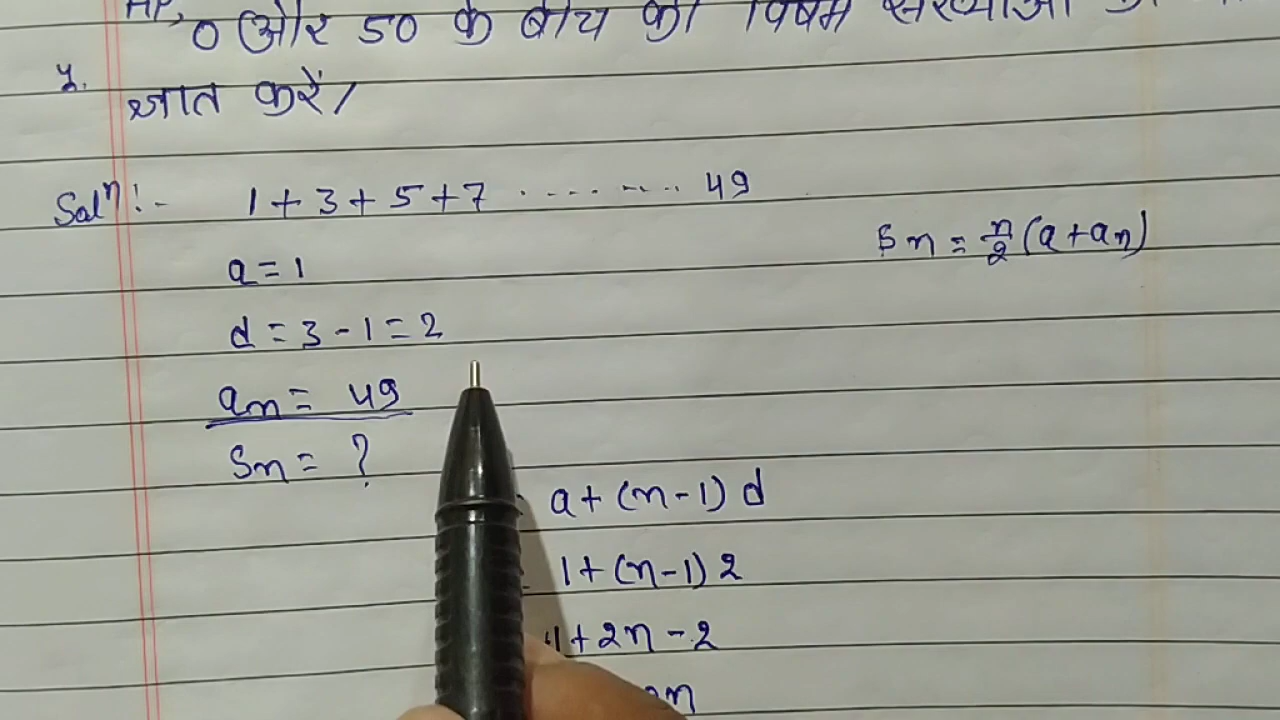 0 और 50 के बीच की विषम संख्याओं
y.
ज्ञात करें।
Solⁿ:- 1+3+5+7 ........... 49
Sn = n/2 (a+an)
a = 1
d = 3-1 = 2
an = 49
Sn = ?
a+(n-1) d
1+(n-1) 2
1+2n-2
2n